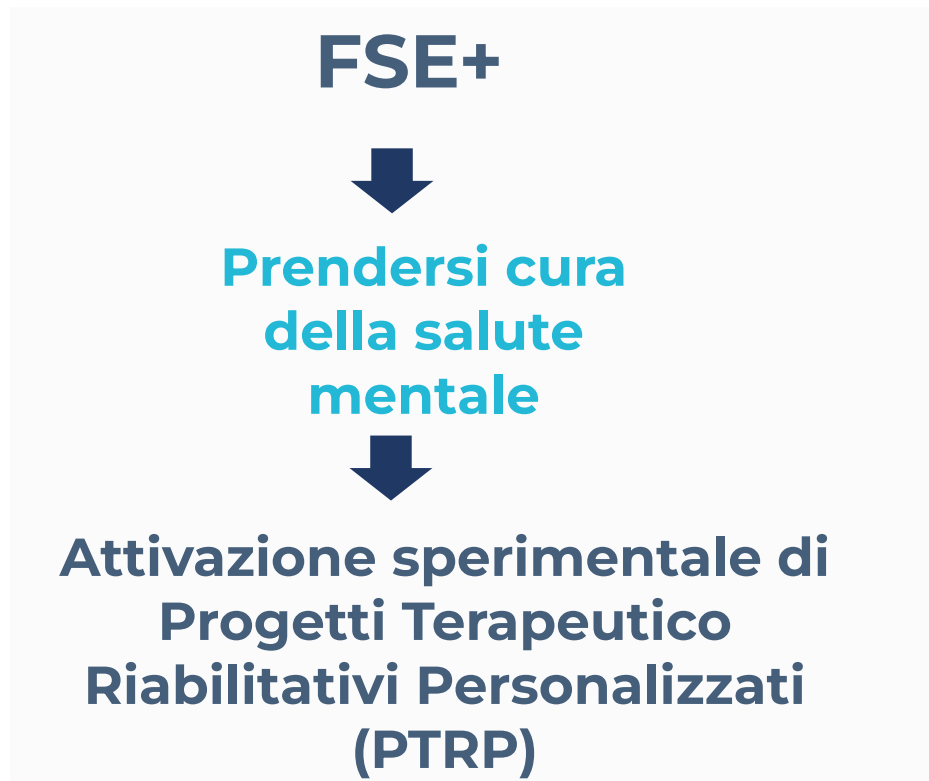 FSE+
Prendersi cura
della salute
mentale
Attivazione sperimentale di
Progetti Terapeutico
Riabilitativi Personalizzati
(PTRP)